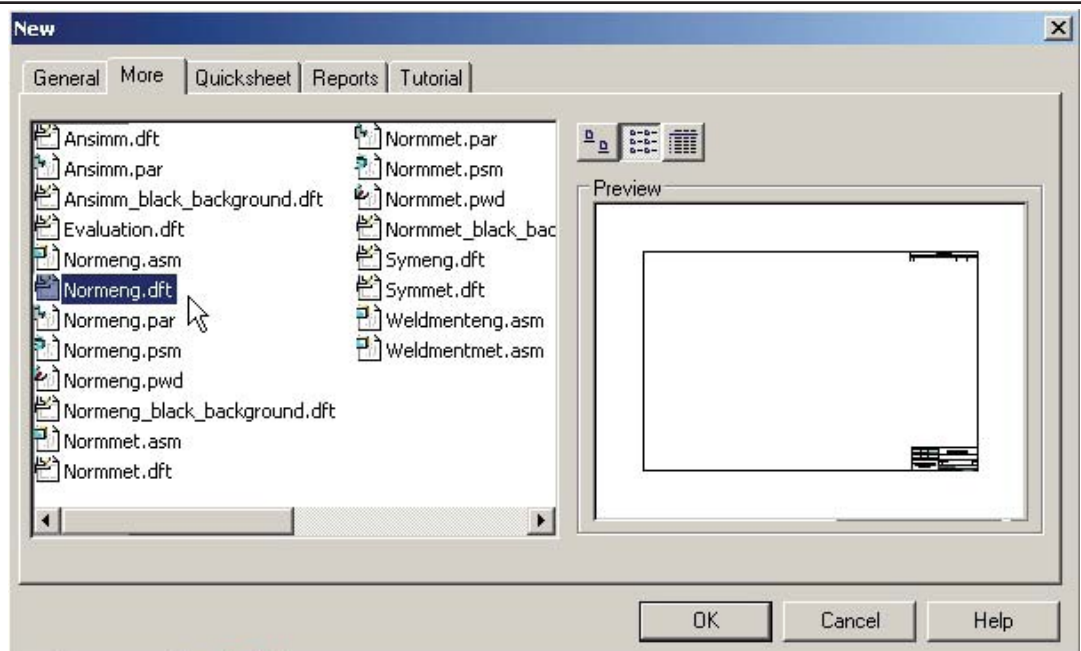 New
General More Quicksheet Reports Tutorial
Ansimm.dft
Ansimm.par
Ansimm_black_background.dft
Evaluation.dft
Normeng.asm
Normeng.dft
Normeng.par
Normeng.psm
Normeng.pwd
Normeng_black_background.dft
Normmet.asm
Normmet.dft
Normmet.par
Normmet.psm
Normmet.pwd
Normmet_black_bac
Symeng.dft
Symmet.dft
Weldmenteng.asm
Weldmentmet.asm
Preview
OK Cancel Help